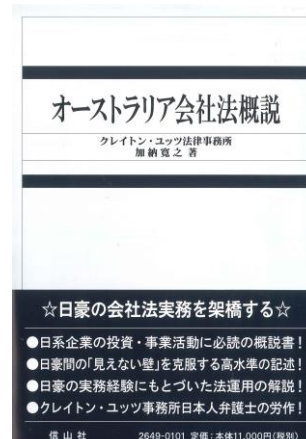 オーストラリア会社法概説
クレイトン・ユッツ法律事務所
加納寛之 著
☆日豪の会社法実務を架橋する☆
●日系企業の投資・事業活動に必読の概説書！
●日豪間の「見えない壁」を克服する高水準の記述！
●日豪の実務経験にもとづいた法運用の解説！
●クレイトン・ユッツ事務所日本人弁護士の労作！
信山社 2649-0101 定価：本体11,000円（税別）